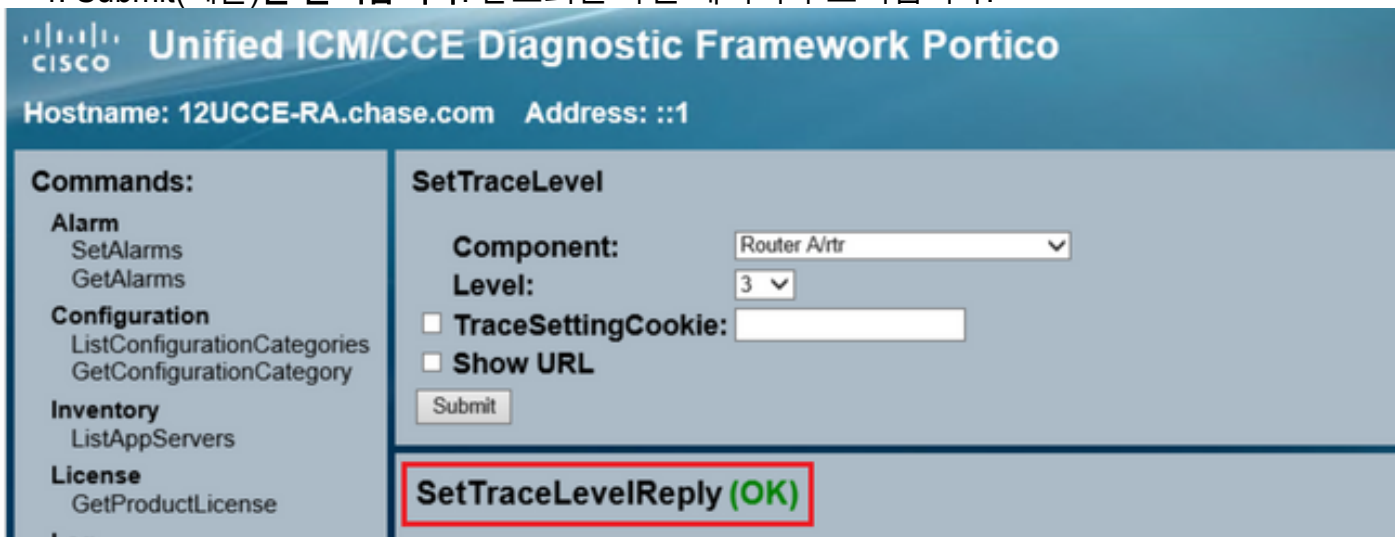 Submit(
CISCO Unified ICM/CCE Diagnostic Framework Portico
Hostname: 12UCCE-RA.chase.com Address: ::1
Commands:
Alarm
SetAlarms
GetAlarms
Configuration
ListConfigurationCategories
GetConfigurationCategory
Inventory
ListAppServers
License
GetProductLicense
SetTraceLevel
Component: Router A/rtr
Level: 3
TraceSettingCookie:
Show URL
Submit
SetTraceLevelReply (OK)